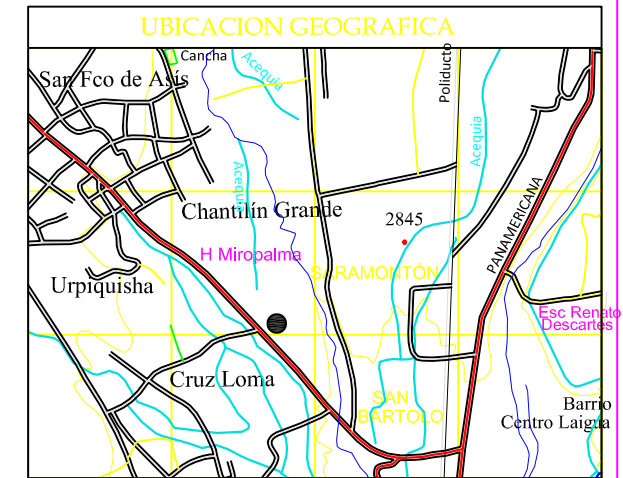 UBICACION GEOGRAFICA
Cancha
San Fco de Asís
Acequia
Poliducto
Acequia
Acequia
Chantilín Grande
2845
PANAMERICANA
H Miropalma
SARAMONTÓN
Urpiquisha
Esc Renato
Descartes
Cruz Loma
SAN
BARTOLO
Barrio
Centro Laigua